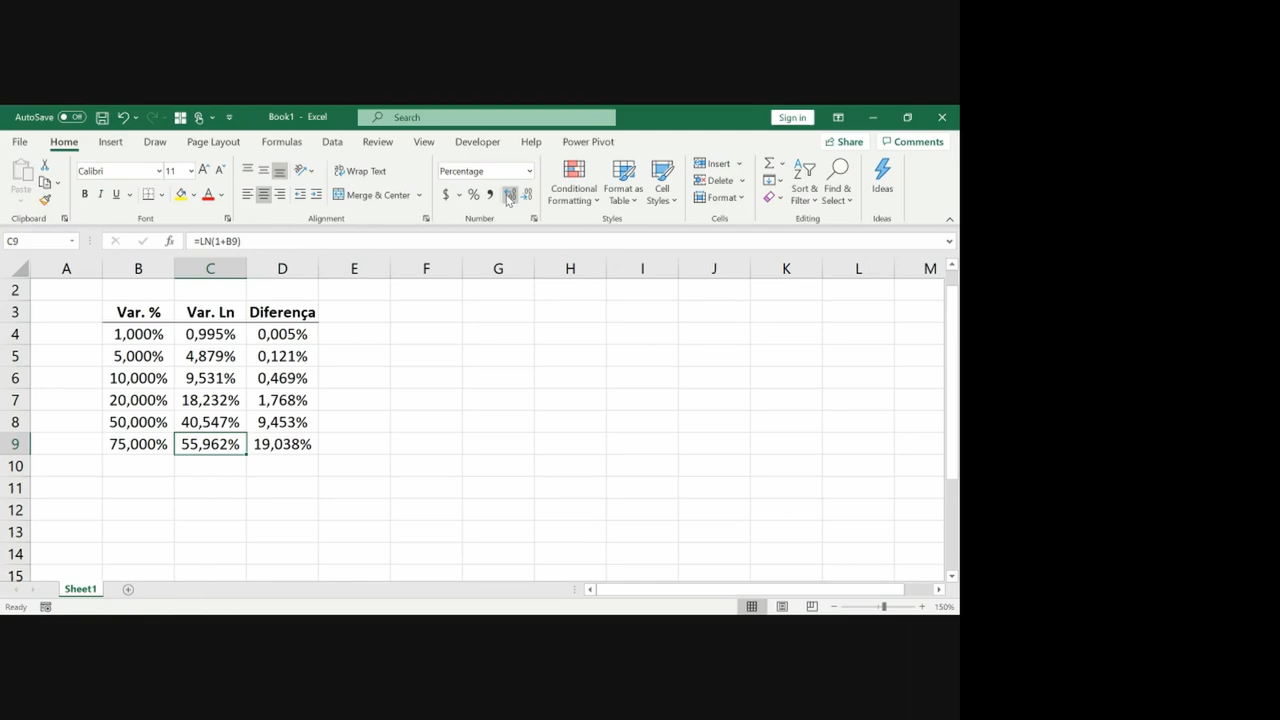 AutoSave Off Book1 - Excel Search Sign in
File Home Insert Draw Page Layout Formulas Data Review View Developer Help Power Pivot Share Comments
Paste Calibri 11 A A Wrap Text Percentage Conditional Formatting Format as Table Cell Styles Insert Σ Sort & Filter Find & Select Ideas
B I U A Merge & Center $ % Delete
Format
Clipboard Font Alignment Number Styles Cells Editing Ideas
C9 fx =LN(1+B9)
A B C D E F G H I J K L M
2
3 Var. % Var. Ln Diferença
4 1,000% 0,995% 0,005%
5 5,000% 4,879% 0,121%
6 10,000% 9,531% 0,469%
7 20,000% 18,232% 1,768%
8 50,000% 40,547% 9,453%
9 75,000% 55,962% 19,038%
10
11
12
13
14
15
Sheet1
Ready 150%